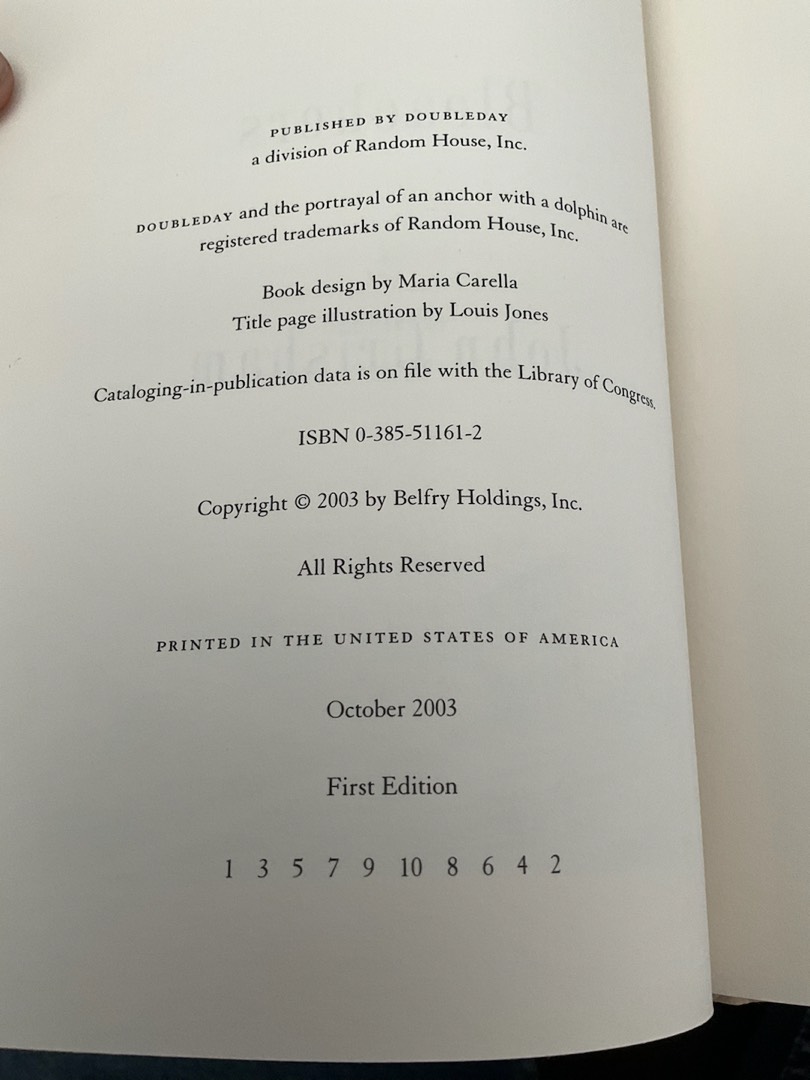 PUBLISHED BY DOUBLEDAY
a division of Random House, Inc.
DOUBLEDAY and the portrayal of an anchor with a dolphin are
registered trademarks of Random House, Inc.
Book design by Maria Carella
Title page illustration by Louis Jones
Cataloging-in-publication data is on file with the Library of Congress.
ISBN 0-385-51161-2
Copyright © 2003 by Belfry Holdings, Inc.
All Rights Reserved
PRINTED IN THE UNITED STATES OF AMERICA
October 2003
First Edition
1 3 5 7 9 10 8 6 4 2